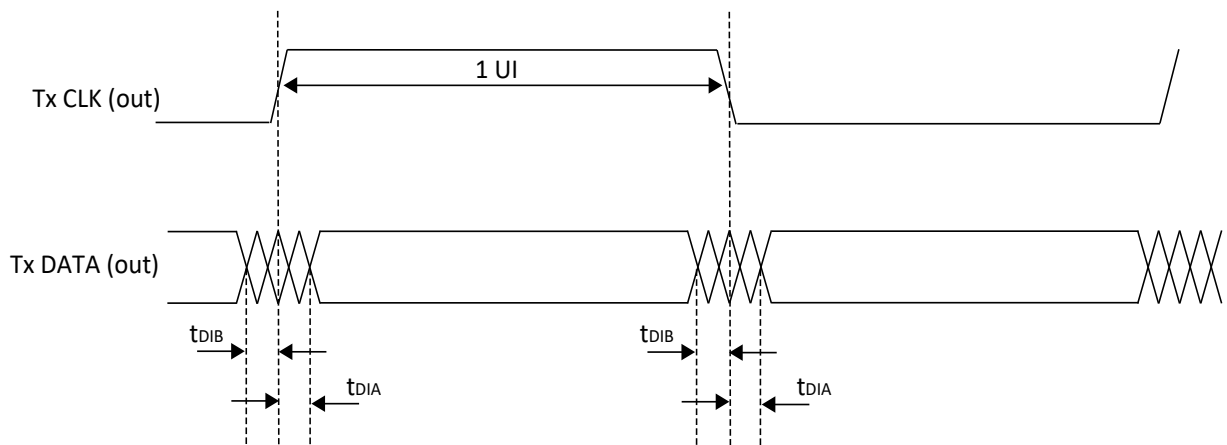 1 UI
Tx CLK (out)
Tx DATA (out)
tDIB
tDIB
tDIA
tDIA